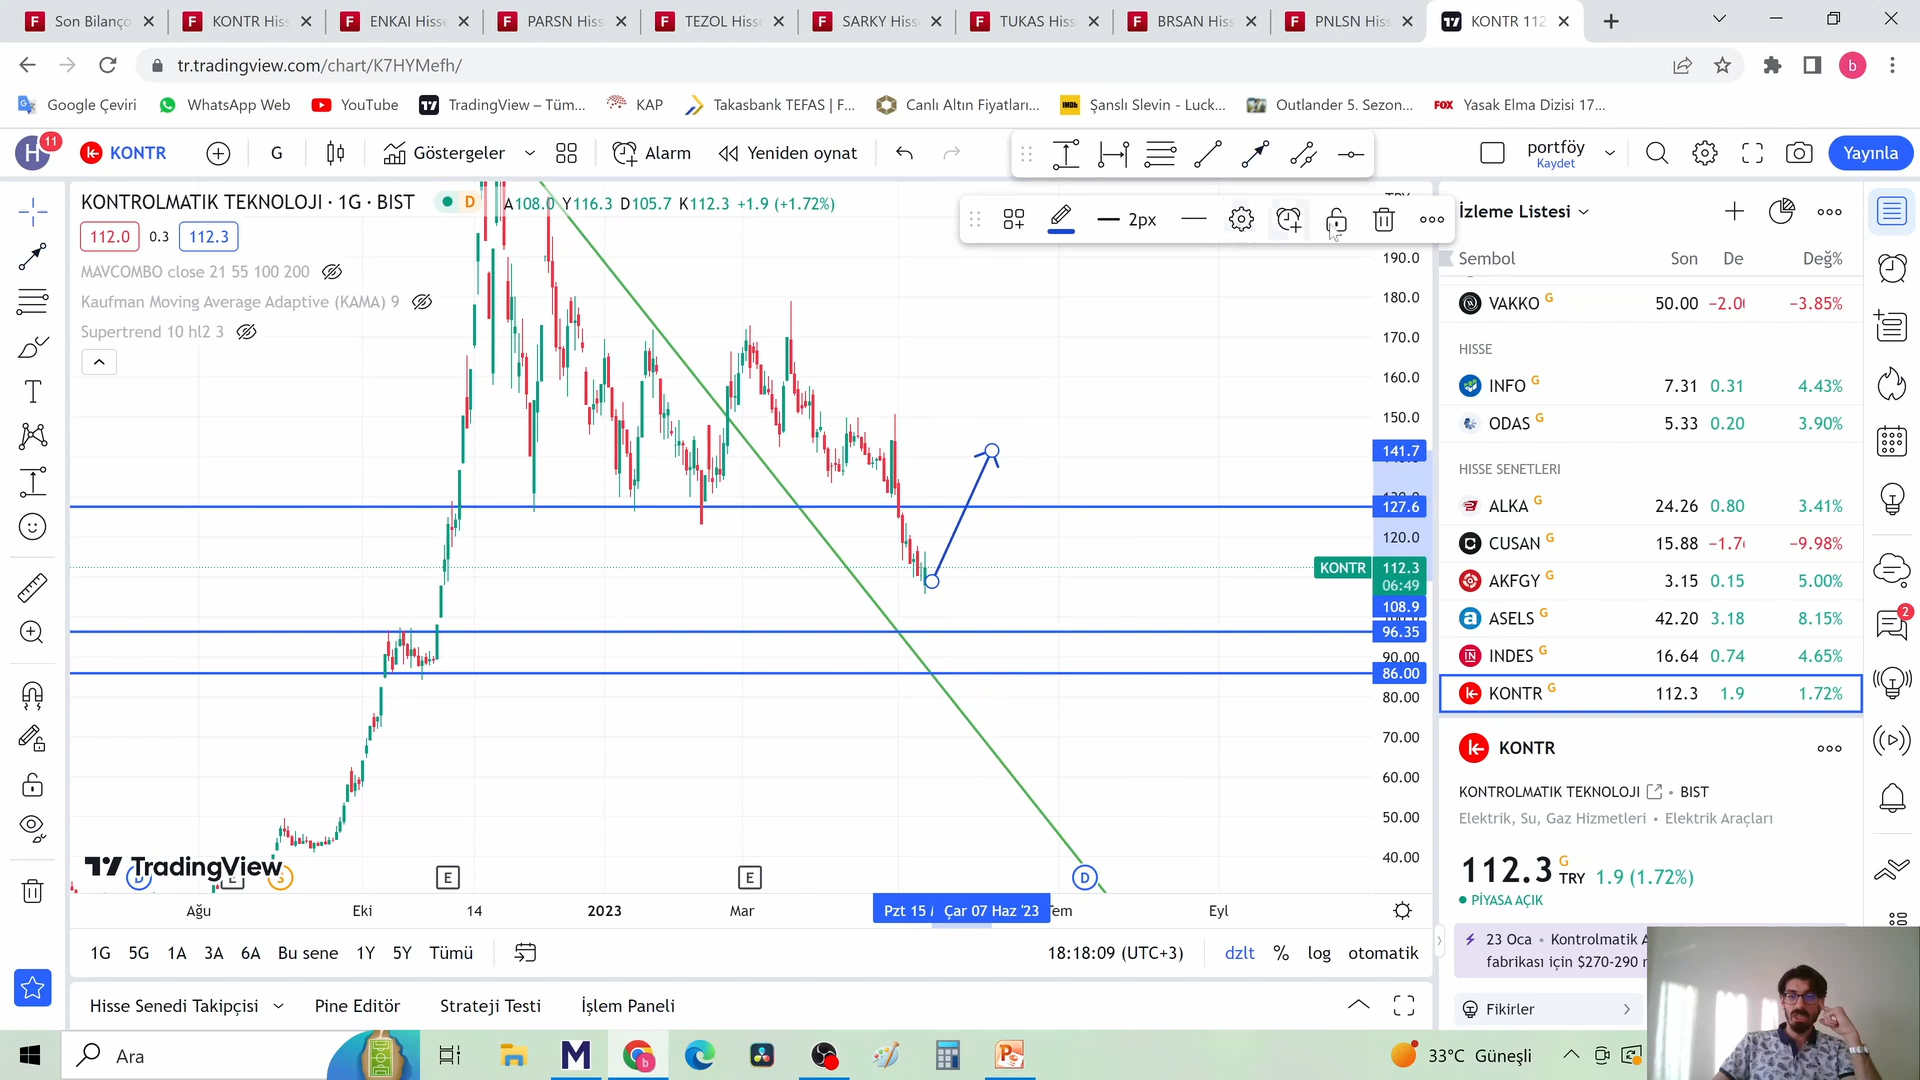 Son Bilanço
KONTR His
ENKAI Hisse
PARSN Hiss
TEZOL Hisse
SARKY Hiss
TUKAS Hiss
BRSAN Hiss
PNLSN Hiss
KONTR 112
tr.tradingview.com/chart/K7HYMefh/
b
Google Çeviri
WhatsApp Web
YouTube
TradingView – Tüm...
KAP
Takasbank TEFAS | F...
Canlı Altın Fiyatları...
IMDb
Şanslı Slevin - Luck...
Outlander 5. Sezon...
FOX
Yasak Elma Dizisi 17...
H
11
KONTR
G
Göstergeler
Alarm
Yeniden oynat
portföy
Kaydet
Yayınla
KONTROLMATIK TEKNOLOJI · 1G · BIST
D
A108.0 Y116.3 D105.7 K112.3 +1.9 (+1.72%)
112.0
0.3
112.3
2px
MAVCOMBO close 21 55 100 200
Kaufman Moving Average Adaptive (KAMA) 9
Supertrend 10 hl2 3
190.0
180.0
170.0
160.0
150.0
141.7
127.6
120.0
KONTR
112.3
06:49
108.9
96.35
90.00
86.00
80.00
70.00
60.00
50.00
40.00
TradingView
E
E
D
Ağu
Eki
14
2023
Mar
Pzt 15
Çar 07 Haz '23
Tem
Eyl
1G
5G
1A
3A
6A
Bu sene
1Y
5Y
Tümü
18:18:09 (UTC+3)
dzlt
%
log
otomatik
Hisse Senedi Takipçisi
Pine Editör
Strateji Testi
İşlem Paneli
İzleme Listesi
Sembol Son De Değ%
VAKKO G 50.00 −2.00 −3.85%
HISSE
INFO G 7.31 0.31 4.43%
ODAS G 5.33 0.20 3.90%
HISSE SENETLERI
ALKA G 24.26 0.80 3.41%
CUSAN G 15.88 −1.76 −9.98%
AKFGY G 3.15 0.15 5.00%
ASELS G 42.20 3.18 8.15%
INDES G 16.64 0.74 4.65%
KONTR G 112.3 1.9 1.72%
2
KONTR
KONTROLMATIK TEKNOLOJI • BIST
Elektrik, Su, Gaz Hizmetleri • Elektrik Araçları
112.3 G TRY 1.9 (1.72%)
PİYASA AÇIK
23 Oca • Kontrolmatik
fabrikası için $270-290
Fikirler
Ara
33°C Güneşli